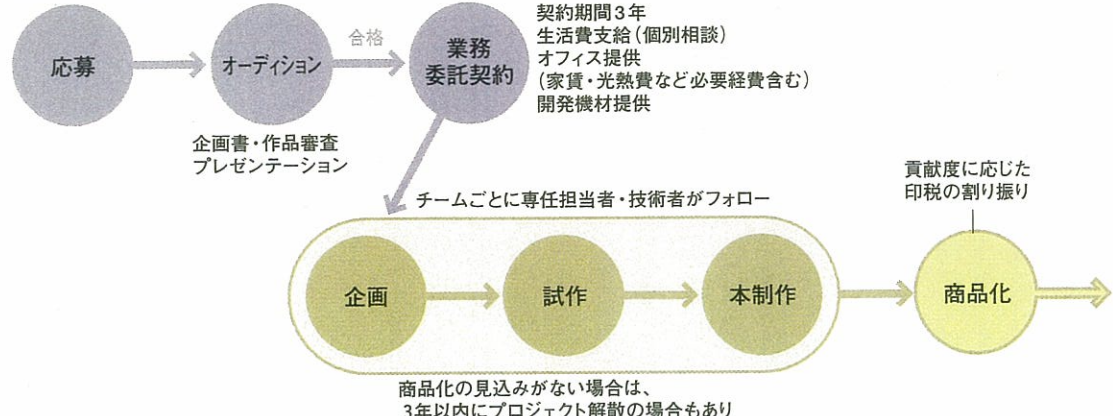 応募
オーディション
合格
業務
委託契約
契約期間3年
生活費支給(個別相談)
オフィス提供
(家賃・光熱費など必要経費含む)
開発機材提供
企画書・作品審査
プレゼンテーション
チームごとに専任担当者・技術者がフォロー
企画
試作
本制作
貢献度に応じた
印税の割り振り
商品化
商品化の見込みがない場合は、
3年以内にプロジェクト解散の場合もあり